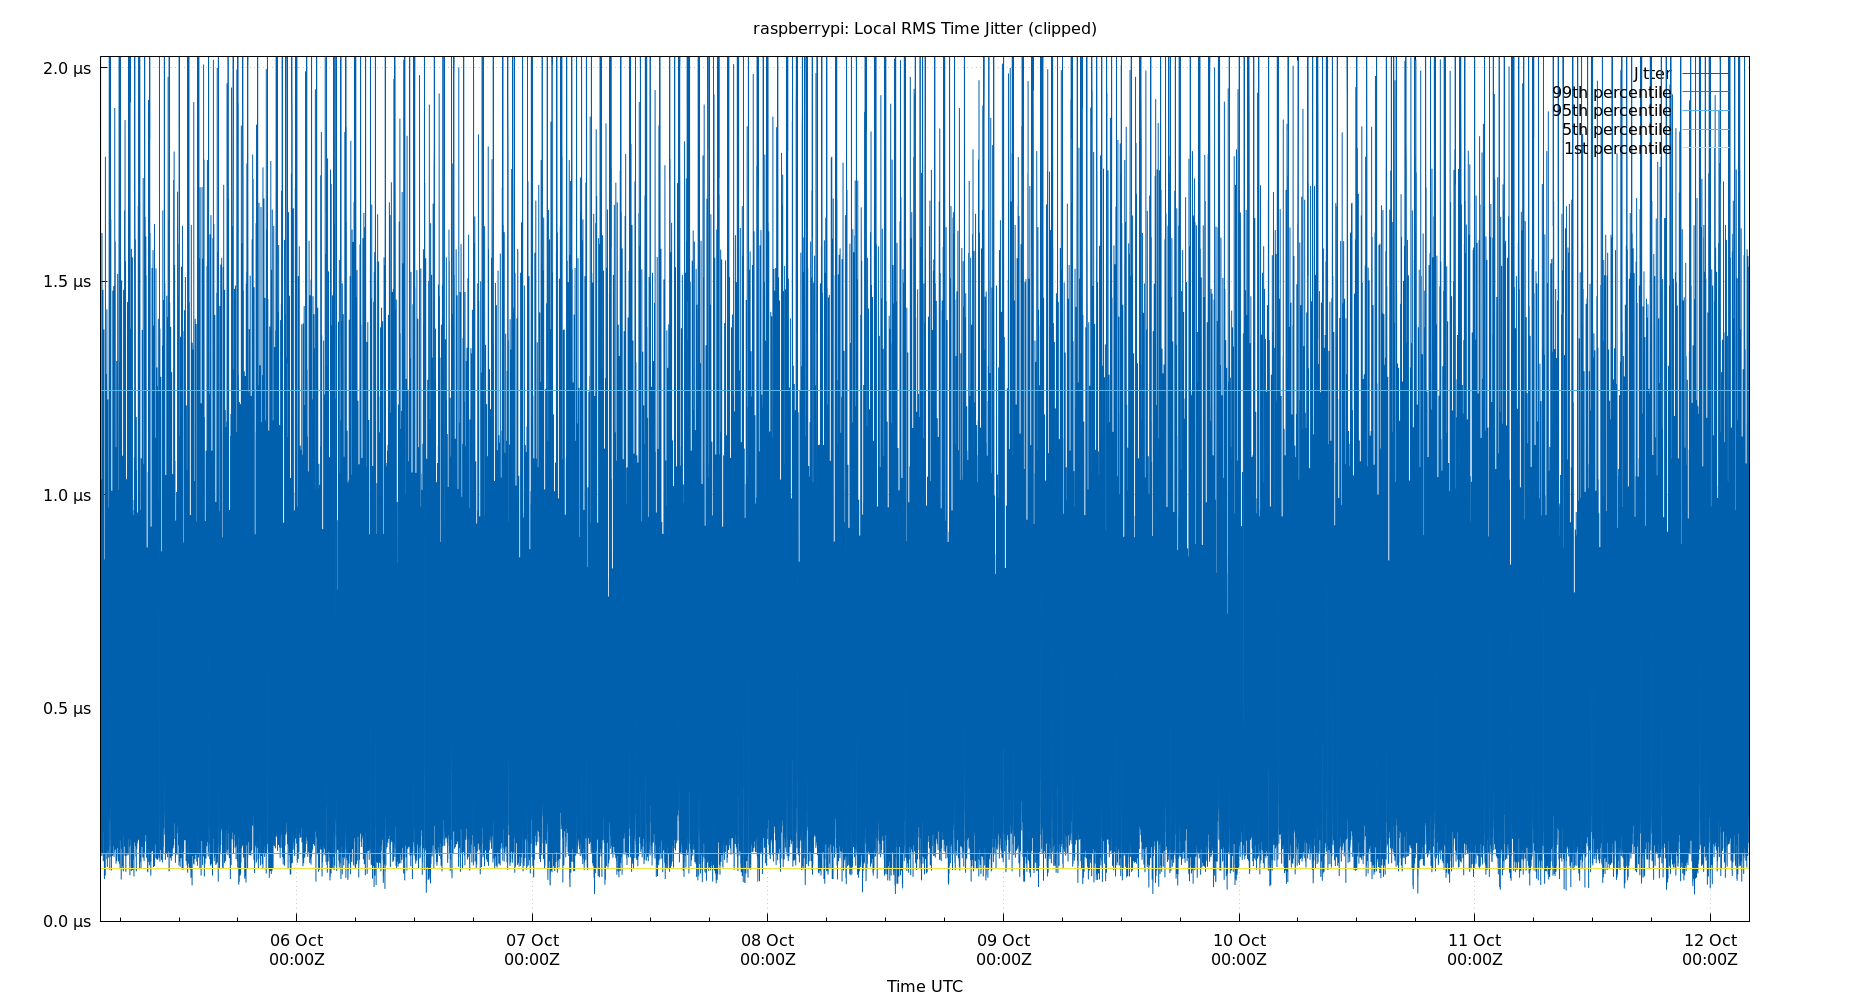 raspberrypi: Local RMS Time Jitter (clipped)
2.0 μs
1.5 μs
1.0 μs
0.5 μs
0.0 μs
Jitter
99th percentile
95th percentile
5th percentile
1st percentile
06 Oct
00:00Z
07 Oct
00:00Z
08 Oct
00:00Z
09 Oct
00:00Z
10 Oct
00:00Z
11 Oct
00:00Z
12 Oct
00:00Z
Time UTC